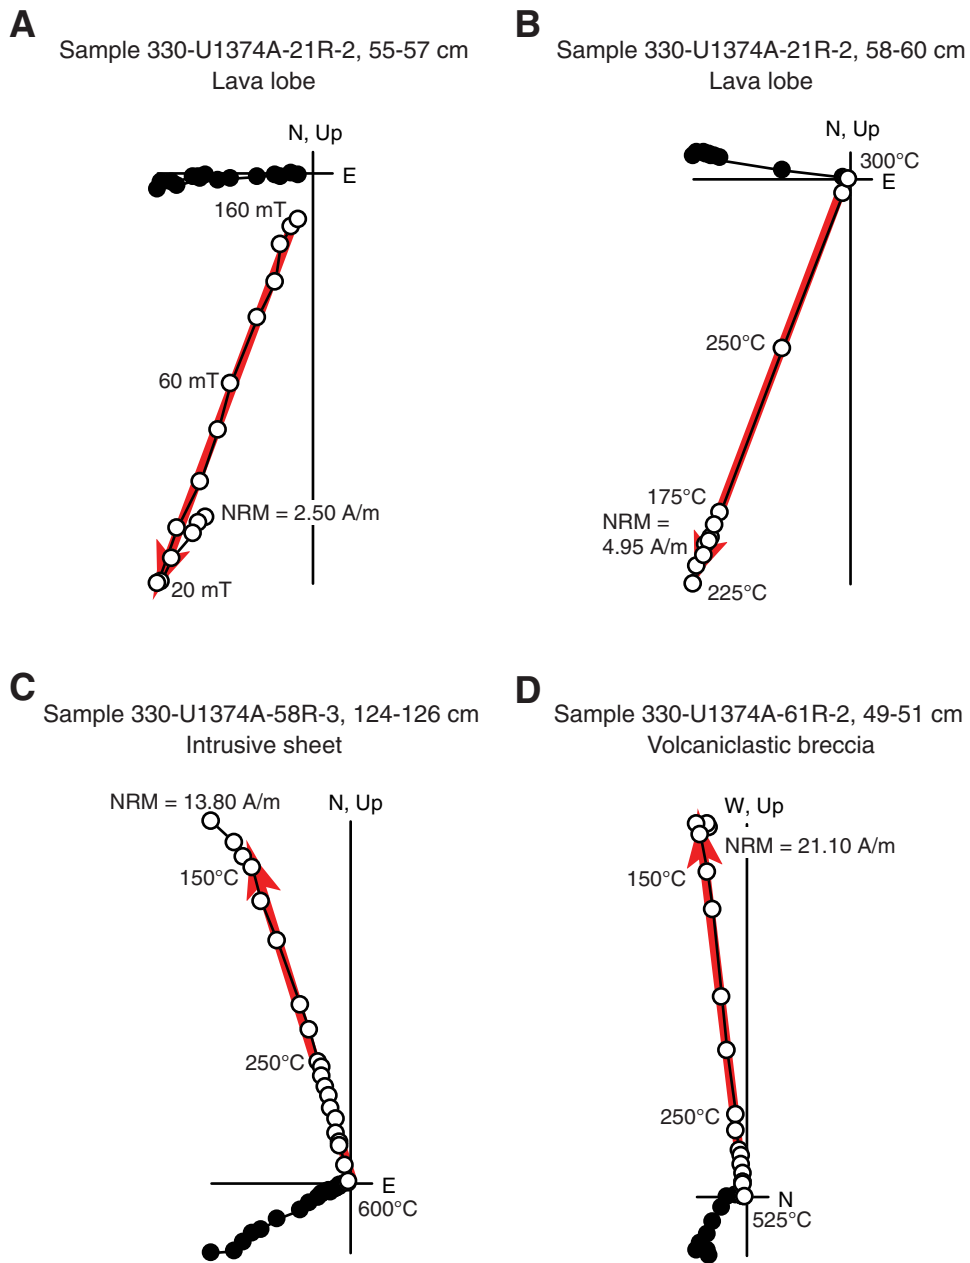 A
Sample 330-U1374A-21R-2, 55-57 cm
Lava lobe
N, Up
E
160 mT
60 mT
NRM = 2.50 A/m
20 mT
B
Sample 330-U1374A-21R-2, 58-60 cm
Lava lobe
N, Up
300°C
E
250°C
175°C
NRM =
4.95 A/m
225°C
C
Sample 330-U1374A-58R-3, 124-126 cm
Intrusive sheet
NRM = 13.80 A/m
N, Up
150°C
250°C
E
600°C
D
Sample 330-U1374A-61R-2, 49-51 cm
Volcaniclastic breccia
W, Up
NRM = 21.10 A/m
150°C
250°C
N
525°C